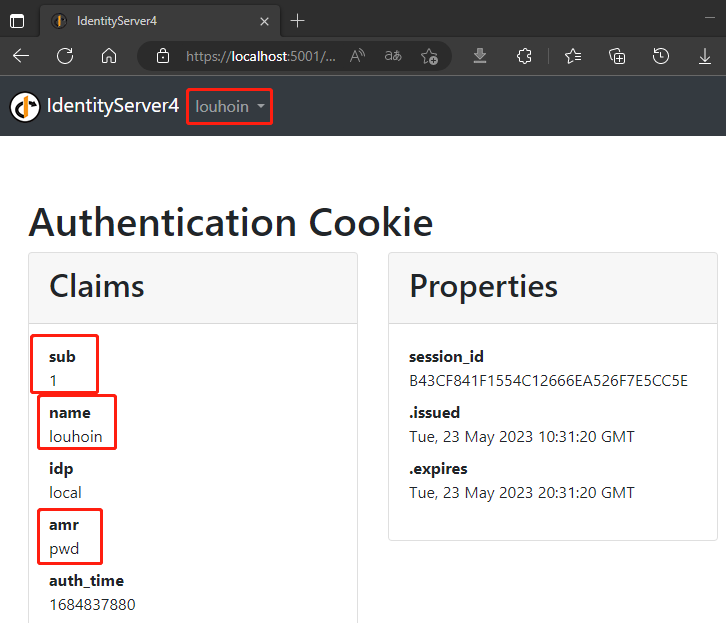 IdentityServer4
https://localhost:5001/...
IdentityServer4 louhoin
Authentication Cookie
Claims
sub
1
name
louhoin
idp
local
amr
pwd
auth_time
1684837880
Properties
session_id
B43CF841F1554C12666EA526F7E5CC5E
.issued
Tue, 23 May 2023 10:31:20 GMT
.expires
Tue, 23 May 2023 20:31:20 GMT